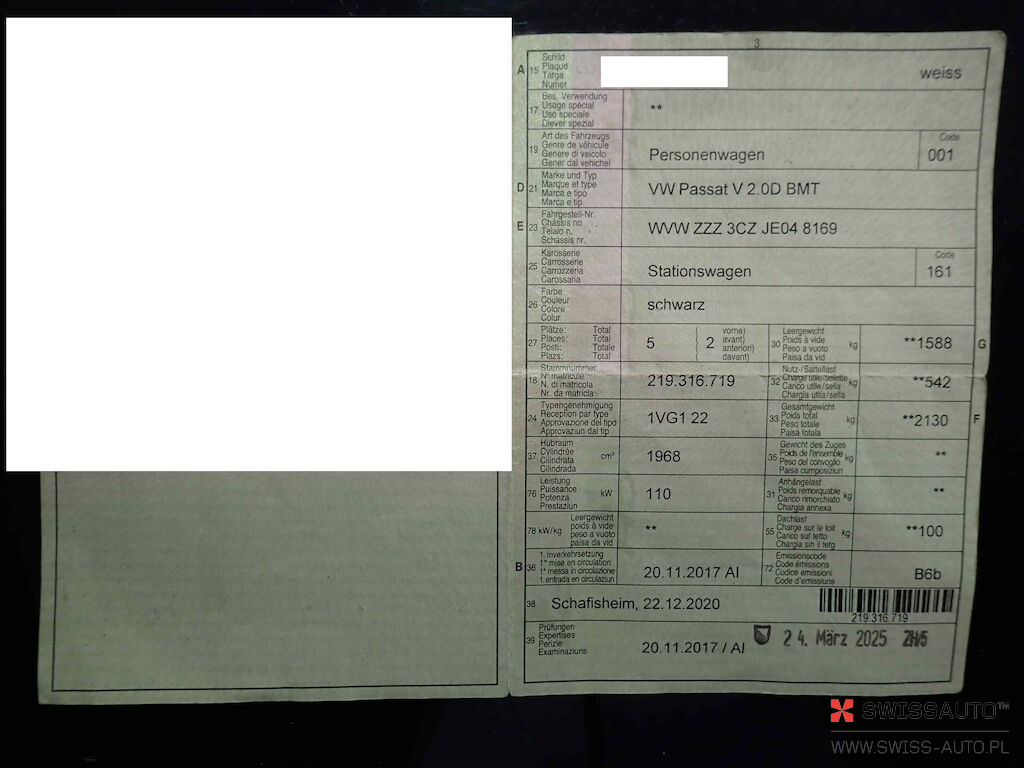 3
A 15 Schild
Plaque
Targa
Numer
weiss
17 Bes. Verwendung
Usage spécial
Uso speciale
Diever spezial
**
19 Art des Fahrzeugs
Genre de véhicule
Genere di veicolo
Gener dal vehichel
Personenwagen
Code
001
D 21 Marke und Typ
Marque et type
Marca e tipo
Marca e tip
VW Passat V 2.0D BMT
E 23 Fahrgestell-Nr.
Châssis no
Telaio n.
Schassis nr.
WVW ZZZ 3CZ JE04 8169
25 Karosserie
Carrosserie
Carrozzeria
Carossaria
Stationswagen
Code
161
26 Farbe
Couleur
Colore
Colur
schwarz
27 Plätze: Total
Places: Total
Posti: Totale
Plazs: Total
5
( 2 vorne)
( avant)
( anteriori)
( davant)
30 Leergewicht
Poids à vide
Peso a vuoto
Paisa da vid
kg
**1588
G
18 Stammnummer
N° matricule
N. di matricola
Nr. da matricla
219.316.719
32 Nutz-/Sattellast
Charge utile/sellette
Carico utile/sella
Chargia utila/sella
kg
**542
24 Typengenehmigung
Réception par type
Approvazione del tipo
Approvaziun dal tip
1VG1 22
33 Gesamtgewicht
Poids total
Peso totale
Paisa totala
kg
**2130
F
37 Hubraum
Cylindrée
Cilindrata
Cilindrada
cm³
1968
35 Gewicht des Zuges
Poids de l'ensemble
Peso del convoglio
Paisa cumposiziun
kg
**
76 Leistung
Puissance
Potenza
Prestaziun
kW
110
31 Anhängelast
Poids remorquable
Carico rimorchiato
Chargia annexa
kg
**
78 kW/kg Leergewicht
poids à vide
peso a vuoto
paisa da vid
**
55 Dachlast
Charge sur le toit
Carico sul tetto
Chargia sin il tetg
kg
**100
B 36 1. Inverkehrsetzung
1re mise en circulation
1a messa in circolazione
1. entrada en circulaziun
20.11.2017 AI
72 Emissionscode
Code émissions
Codice emissioni
Code d'emissiuns
B6b
38 Schafisheim, 22.12.2020
219.316.719
39 Prüfungen
Expertises
Perizie
Examinaziuns
20.11.2017 / AI
24. März 2025 ZH/5
SWISSAUTO™
WWW.SWISS-AUTO.PL